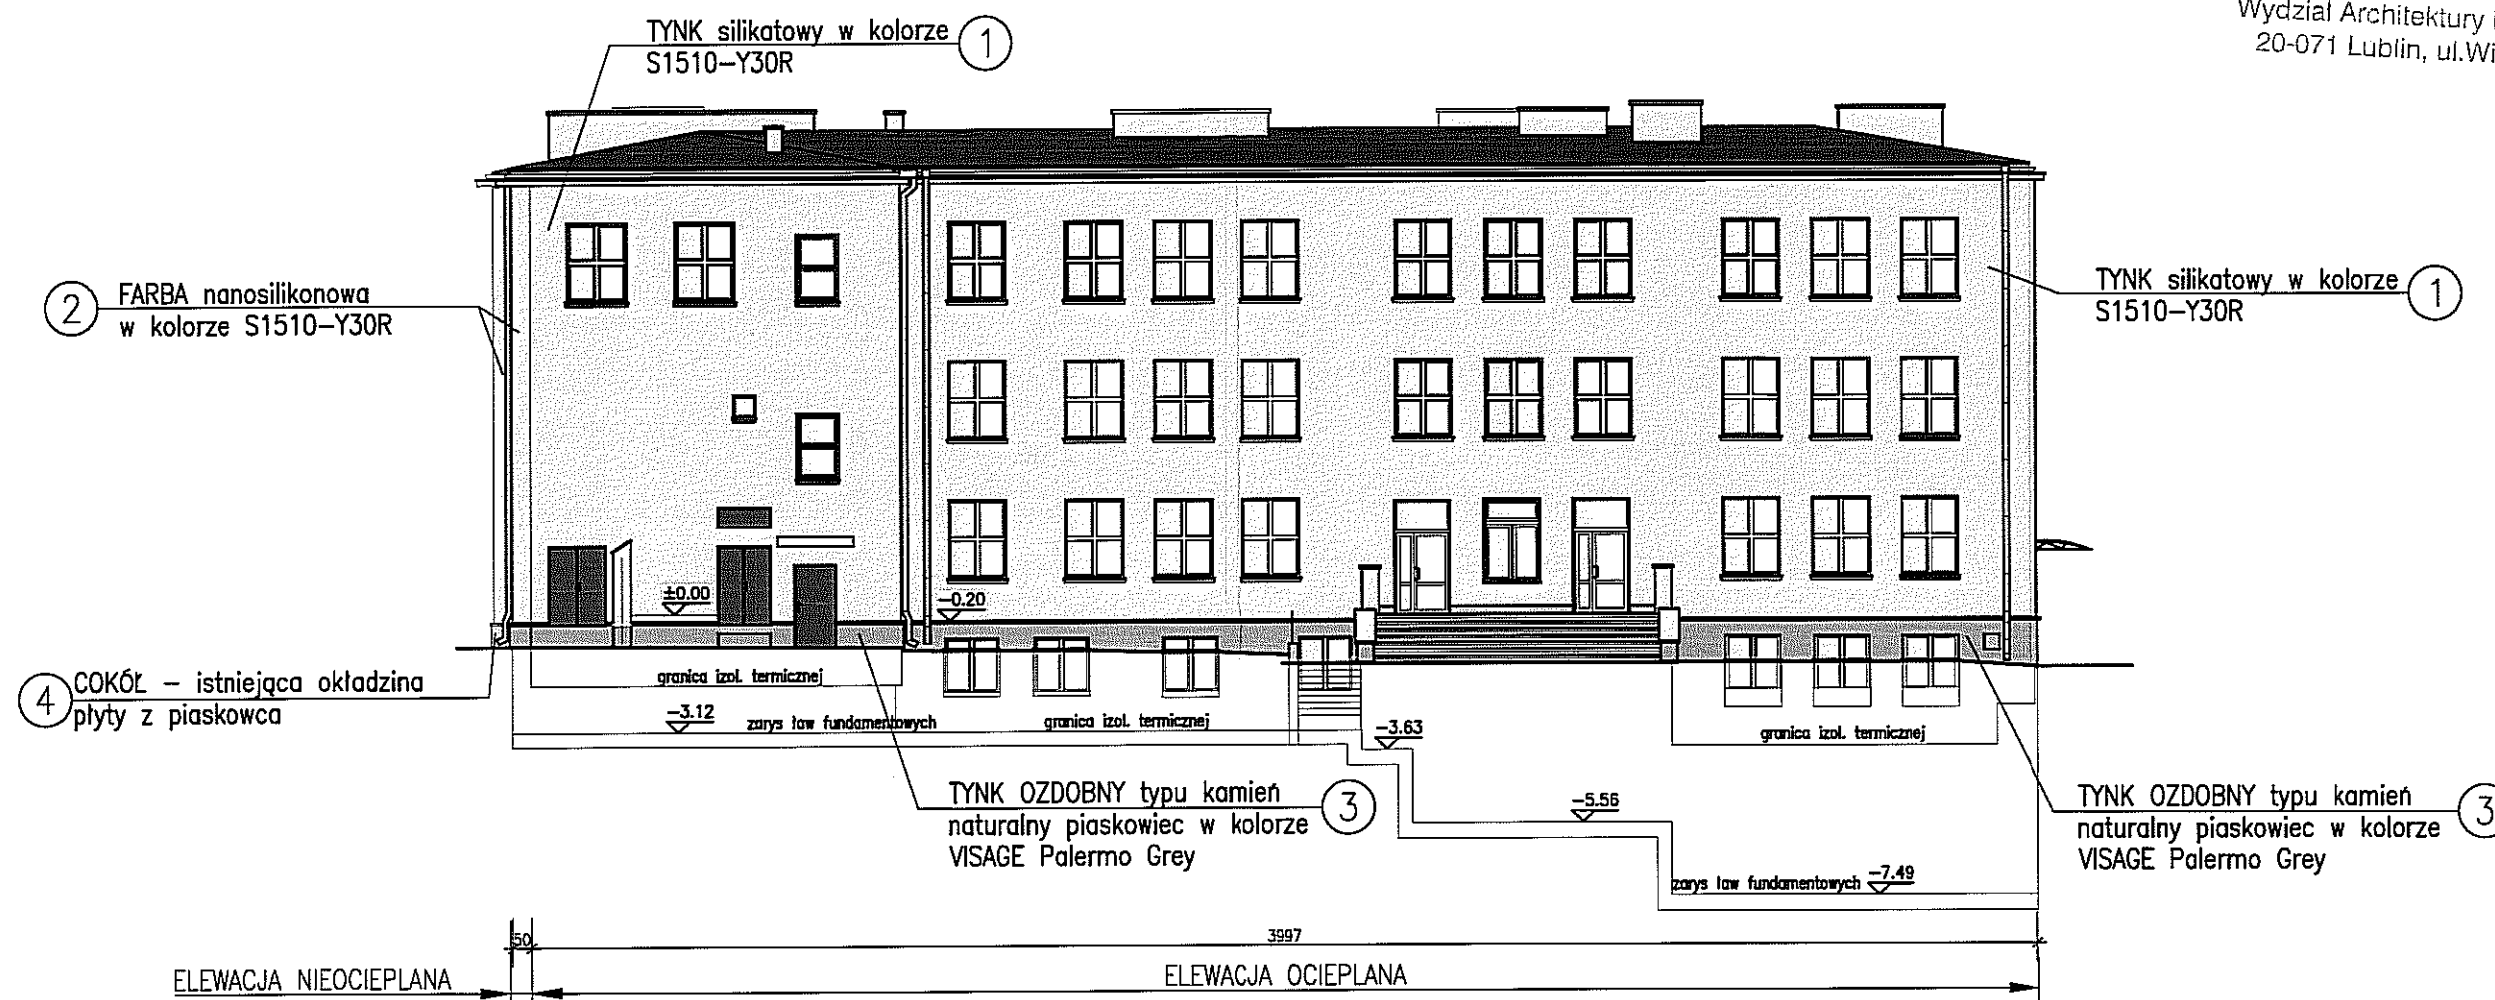 Wydział Architektury i
20-071 Lublin, ul.Wi
TYNK silikatowy w kolorze
S1510-Y30R
1
2
FARBA nanosilikonowa
w kolorze S1510-Y30R
TYNK silikatowy w kolorze
S1510-Y30R
1
±0.00
-0.20
4
COKÓŁ – istniejąca okładzina
płyty z piaskowca
granica izol. termicznej
-3.12
zarys ław fundamentowych
granica izol. termicznej
-3.63
granica izol. termicznej
TYNK OZDOBNY typu kamień
naturalny piaskowiec w kolorze
VISAGE Palermo Grey
3
-5.56
TYNK OZDOBNY typu kamień
naturalny piaskowiec w kolorze
VISAGE Palermo Grey
3
zarys ław fundamentowych
-7.49
50
3997
ELEWACJA NIEOCIEPLANA
ELEWACJA OCIEPLANA